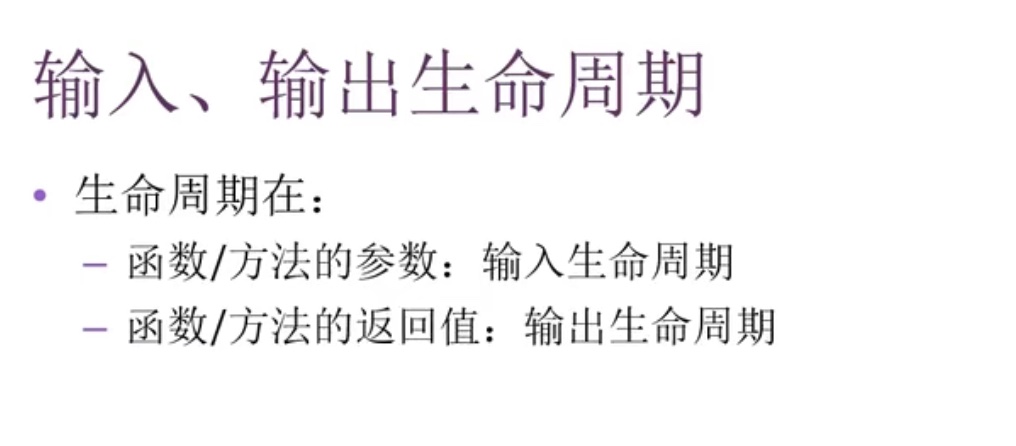 输入、输出生命周期
• 生命周期在：
– 函数/方法的参数：输入生命周期
– 函数/方法的返回值：输出生命周期